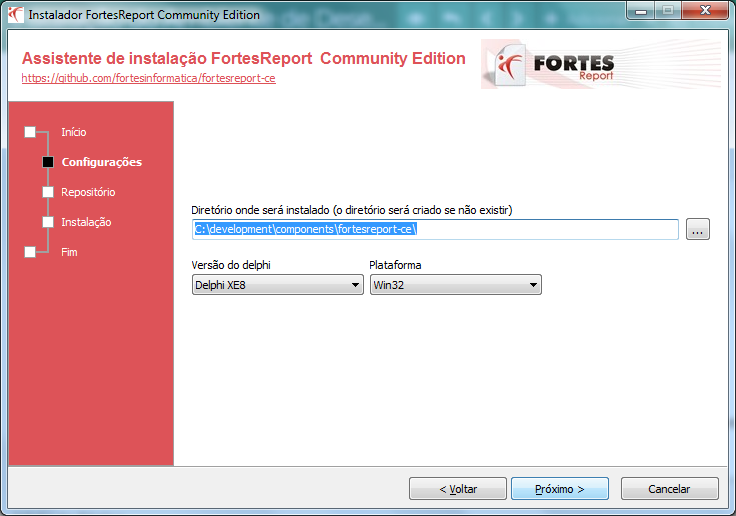 Instalador FortesReport Community Edition
Assistente de instalação FortesReport Community Edition
https://github.com/fortesinformatica/fortesreport-ce
FORTES
Report
Início
Configurações
Repositório
Instalação
Fim
Diretório onde será instalado (o diretório será criado se não existir)
C:\development\components\fortesreport-ce\
...
Versão do delphi
Plataforma
Delphi XE8
Win32
< Voltar
Próximo >
Cancelar